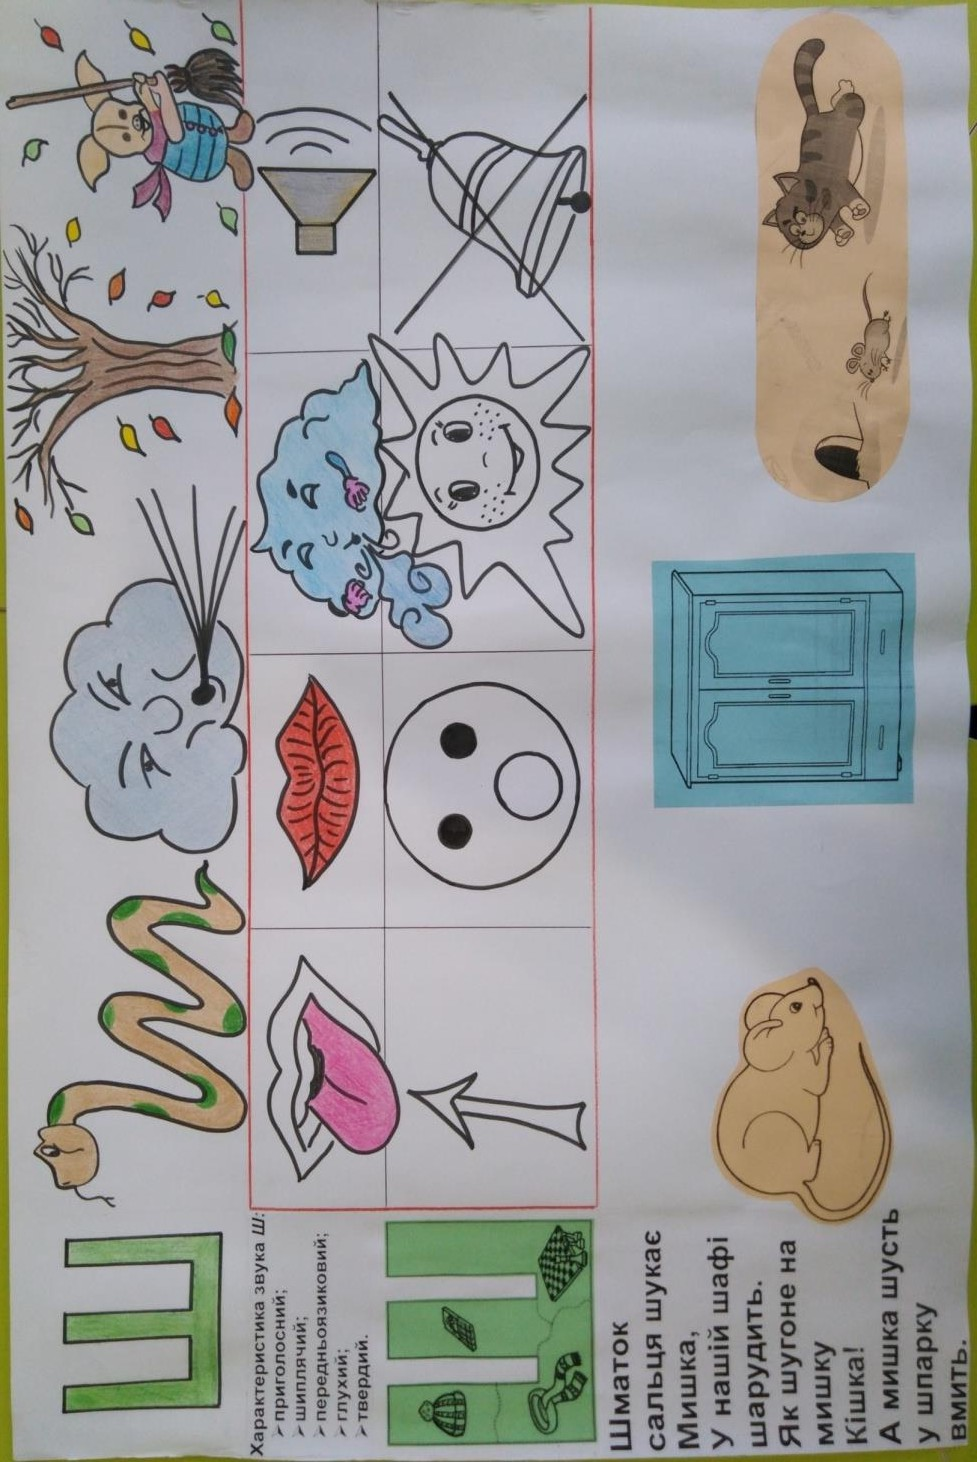 Ш
Характеристика звука Ш:
➢ приголосний;
➢ шиплячий;
➢ передньоязиковий;
➢ глухий;
➢ твердий.
Ш
Шматок
сальця шукає
Мишка,
У нашій шафі
шарудить.
Як шугоне на
мишку
Кішка!
А мишка шусть
у шпарку
вмить.